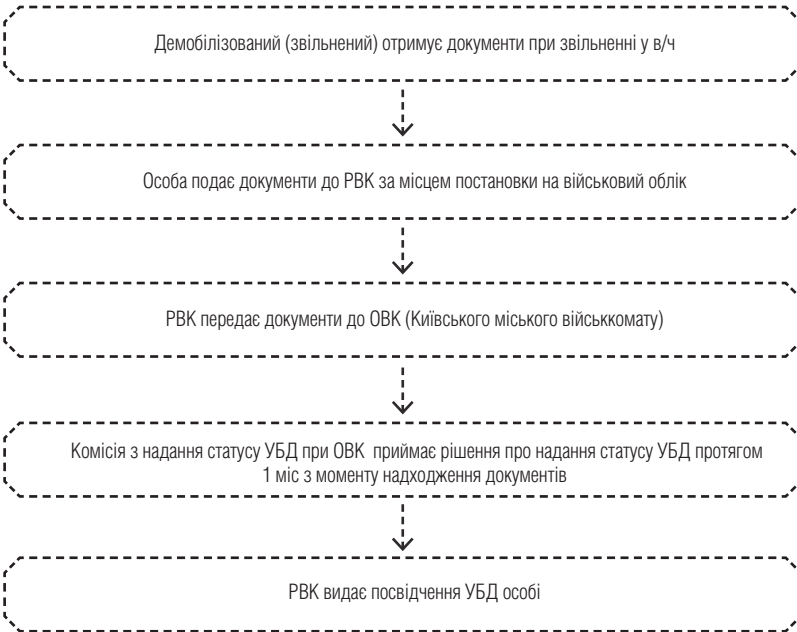 Демобілізований (звільнений) отримує документи при звільненні у в/ч
Особа подає документи до РВК за місцем постановки на військовий облік
РВК передає документи до ОВК (Київського міського військкомату)
Комісія з надання статусу УБД при ОВК приймає рішення про надання статусу УБД протягом
1 міс з моменту надходження документів
РВК видає посвідчення УБД особі